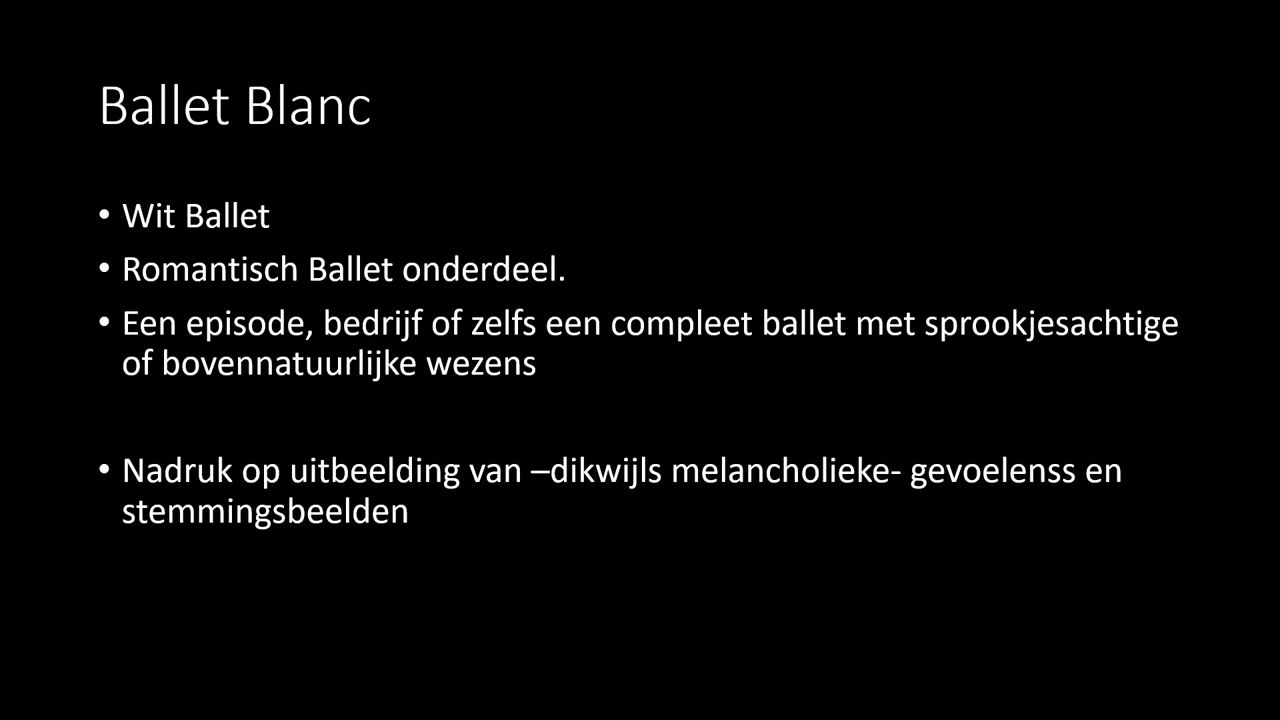 Ballet Blanc
• Wit Ballet
• Romantisch Ballet onderdeel.
• Een episode, bedrijf of zelfs een compleet ballet met sprookjesachtige
of bovennatuurlijke wezens
• Nadruk op uitbeelding van –dikwijls melancholieke- gevoelenss en
stemmingsbeelden